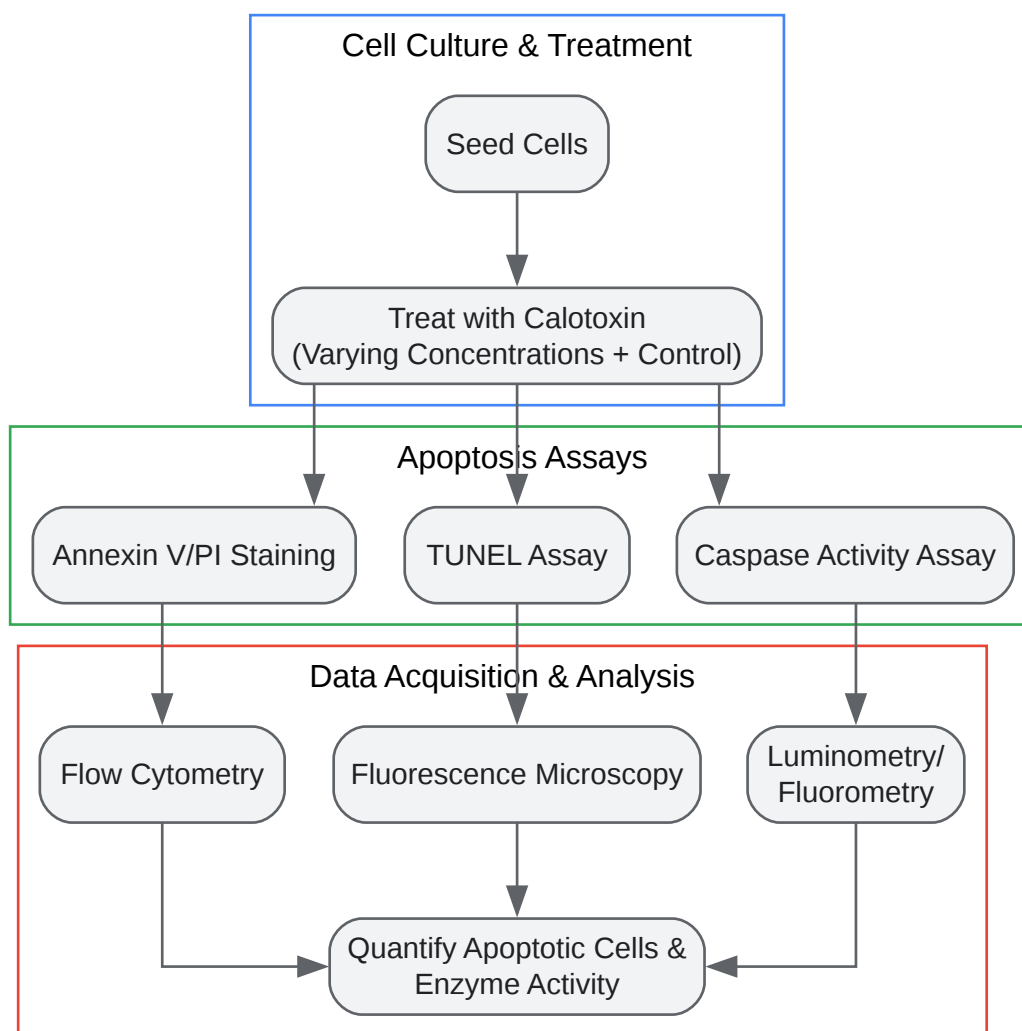 Cell Culture & Treatment
Seed Cells
Treat with Calotoxin
(Varying Concentrations + Control)
Apoptosis Assays
Annexin V/PI Staining
TUNEL Assay
Caspase Activity Assay
Data Acquisition & Analysis
Flow Cytometry
Fluorescence Microscopy
Luminometry/
Fluorometry
Quantify Apoptotic Cells &
Enzyme Activity